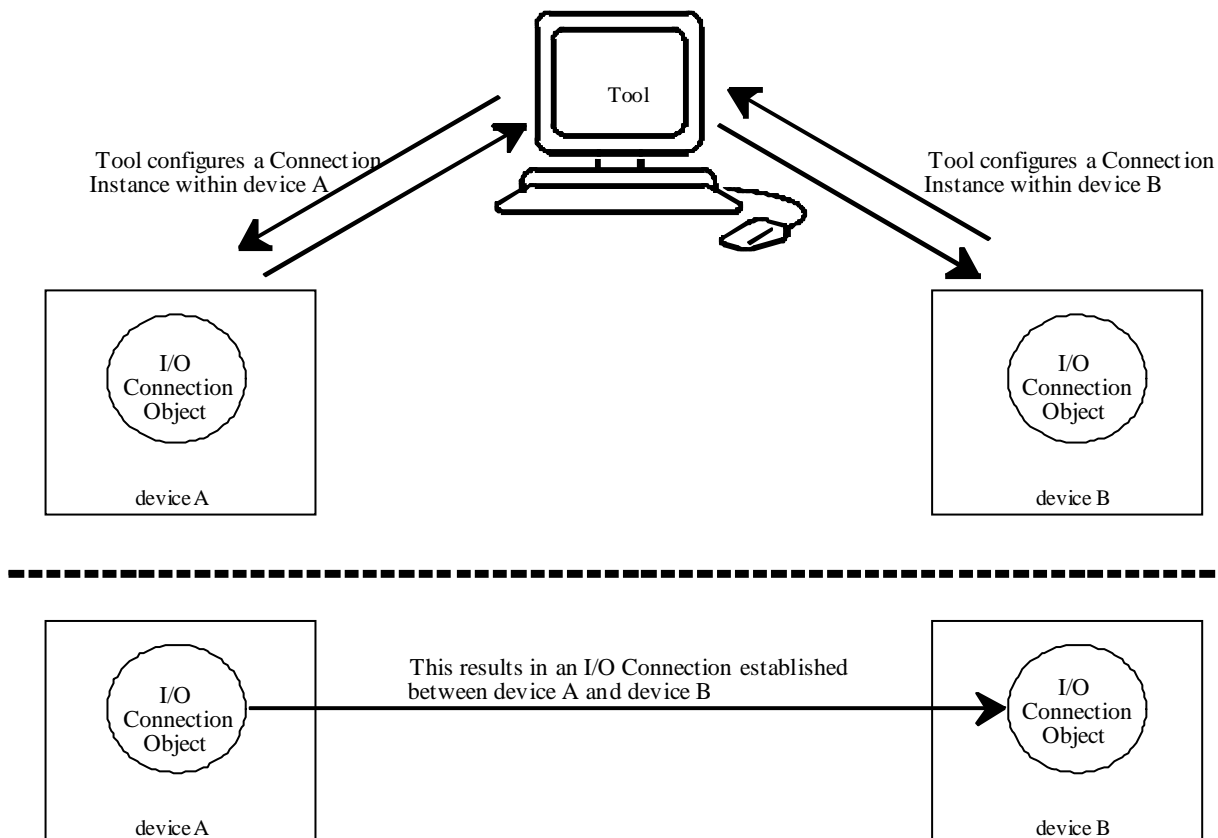 Tool
Tool configures a Connection
Instance within device A
Tool configures a Connection
Instance within device B
I/O
Connection
Object
device A
I/O
Connection
Object
device B
This results in an I/O Connection established
between device A and device B
I/O
Connection
Object
device A
I/O
Connection
Object
device B